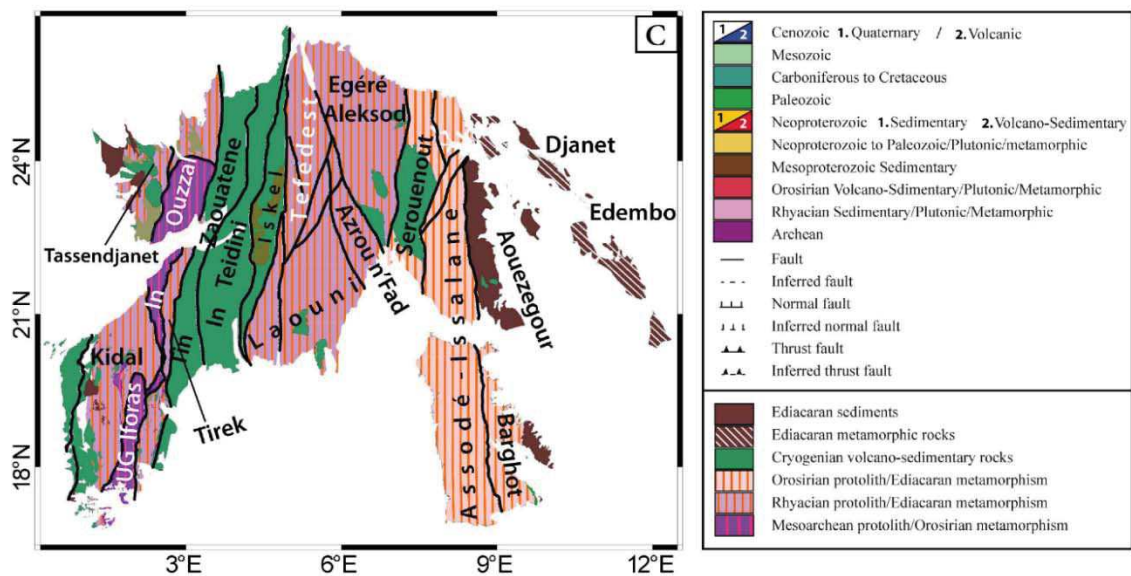 C
24°N
21°N
18°N
3°E
6°E
9°E
12°E
Egéré
Aleksod
Tefedest
Djanet
Edembo
Ouzzal
Zaouatene
Iskel
Serouenout
Tassendjanet
Teidini
Azrou n'Fad
Aouezegour
In
In
Laouni
Kidal
Tin
Assodé-Issalane
UG Iforas
Tirek
Barghot
1 2 Cenozoic 1. Quaternary / 2. Volcanic
Mesozoic
Carboniferous to Cretaceous
Paleozoic
1 2 Neoproterozoic 1. Sedimentary 2. Volcano-Sedimentary
Neoproterozoic to Paleozoic/Plutonic/metamorphic
Mesoproterozoic Sedimentary
Orosirian Volcano-Sdimentary/Plutonic/Metamorphic
Rhyacian Sedimentary/Plutonic/Metamorphic
Archean
Fault
Inferred fault
Normal fault
Inferred normal fault
Thrust fault
Inferred thrust fault
Ediacaran sediments
Ediacaran metamorphic rocks
Cryogenian volcano-sedimentary rocks
Orosirian protolith/Ediacaran metamorphism
Rhyacian protolith/Ediacaran metamorphism
Mesoarchean protolith/Orosirian metamorphism